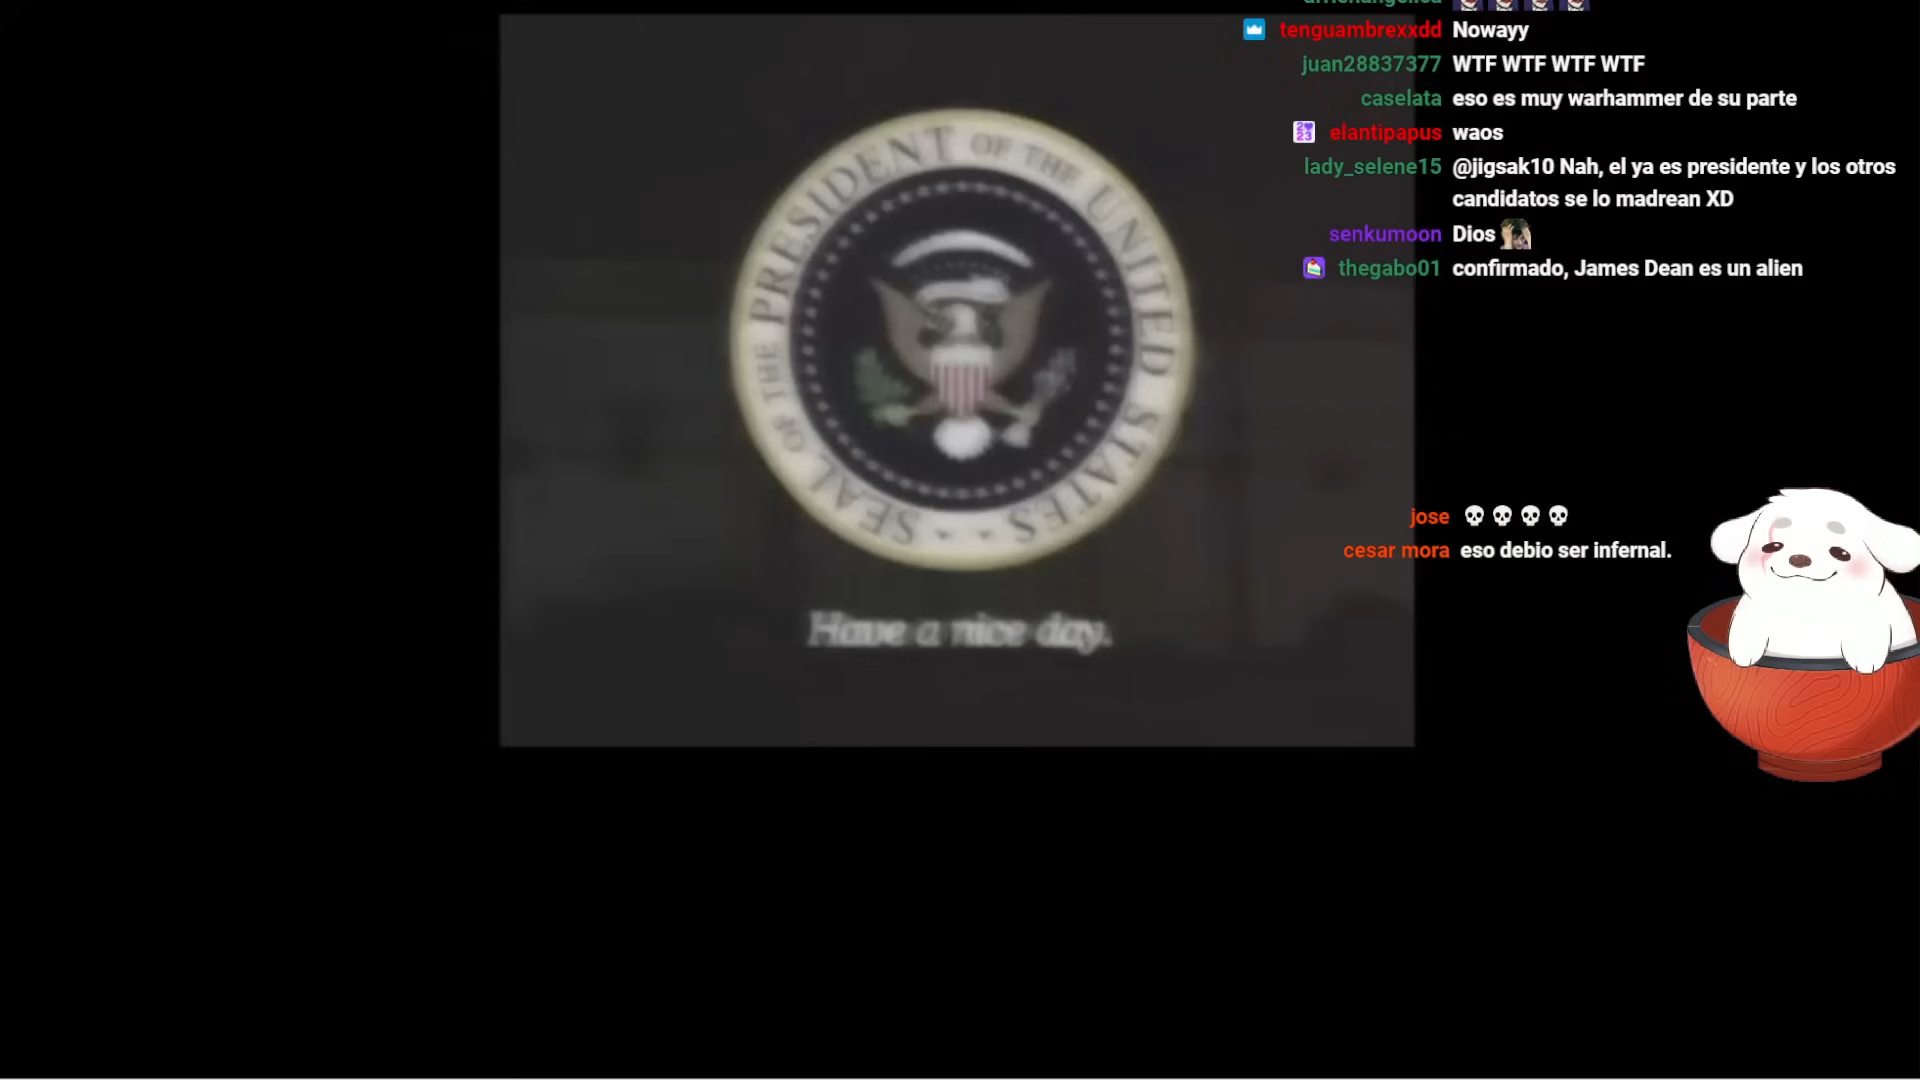 SEAL OF THE PRESIDENT OF THE UNITED STATES
Have a nice day.
tenguambrexxdd Nowayy
juan28837377 WTF WTF WTF WTF
caselata eso es muy warhammer de su parte
elantipapus waos
lady_selene15 @jigsak10 Nah, el ya es presidente y los otros
candidatos se lo madrean XD
senkumoon Dios
thegabo01 confirmado, James Dean es un alien
jose 💀💀💀💀
cesar mora eso debio ser infernal.